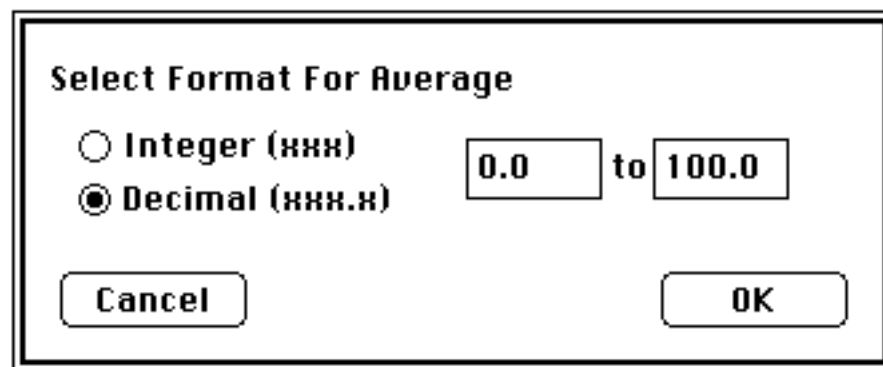 Select Format For Average
Integer (xxx)
Decimal (xxx.x)
0.0 to 100.0
Cancel
OK